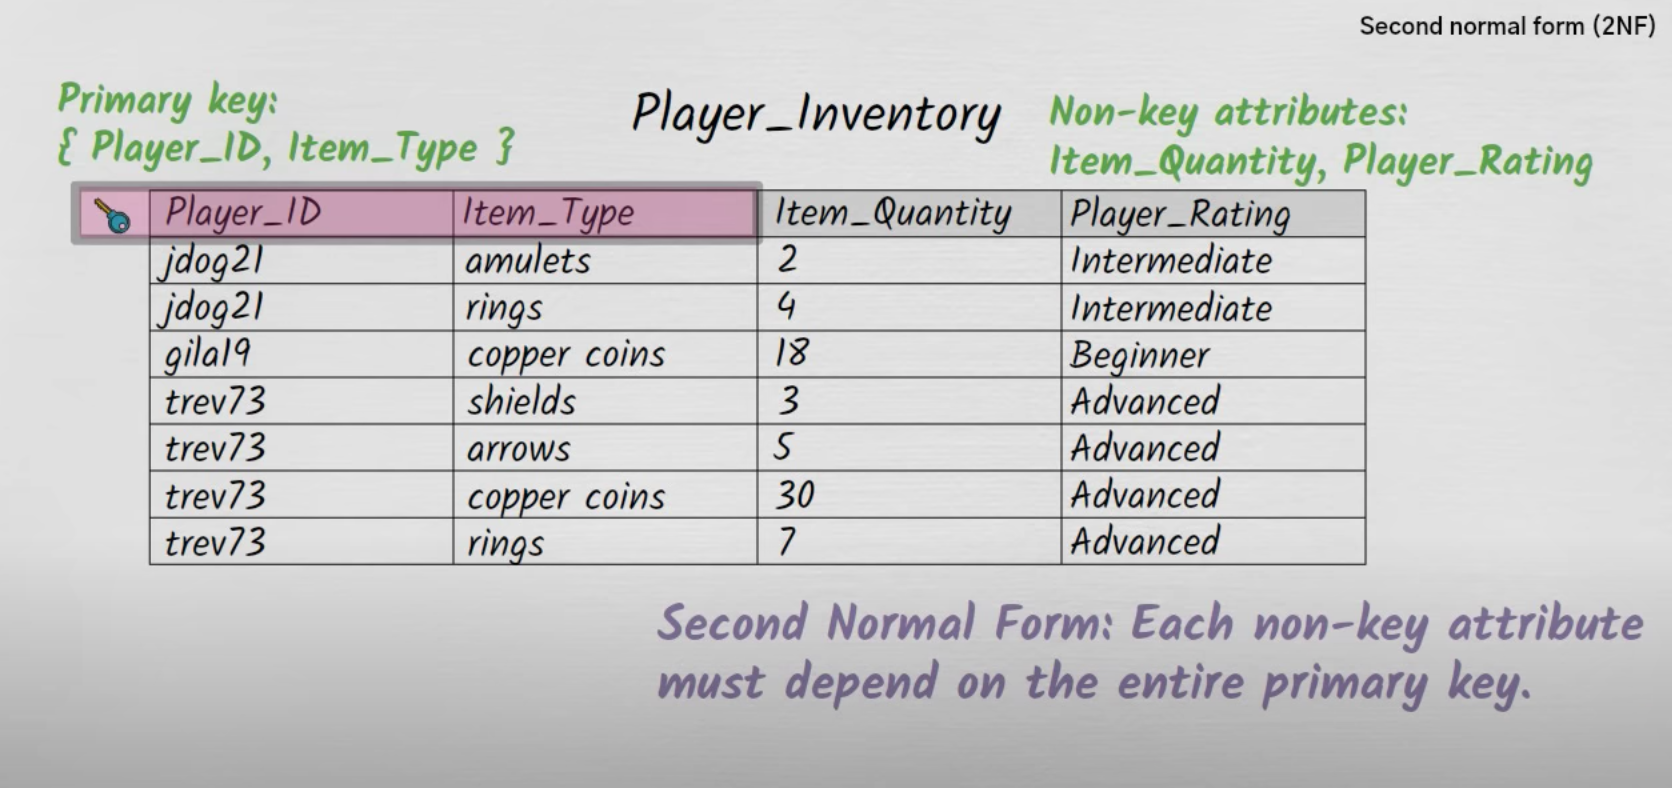 Second normal form (2NF)
Primary key:
{ Player_ID, Item_Type }
Player_Inventory
Non-key attributes:
Item_Quantity, Player_Rating
Player_ID Item_Type Item_Quantity Player_Rating
jdog21 amulets 2 Intermediate
jdog21 rings 4 Intermediate
gila19 copper coins 18 Beginner
trev73 shields 3 Advanced
trev73 arrows 5 Advanced
trev73 copper coins 30 Advanced
trev73 rings 7 Advanced
Second Normal Form: Each non-key attribute
must depend on the entire primary key.